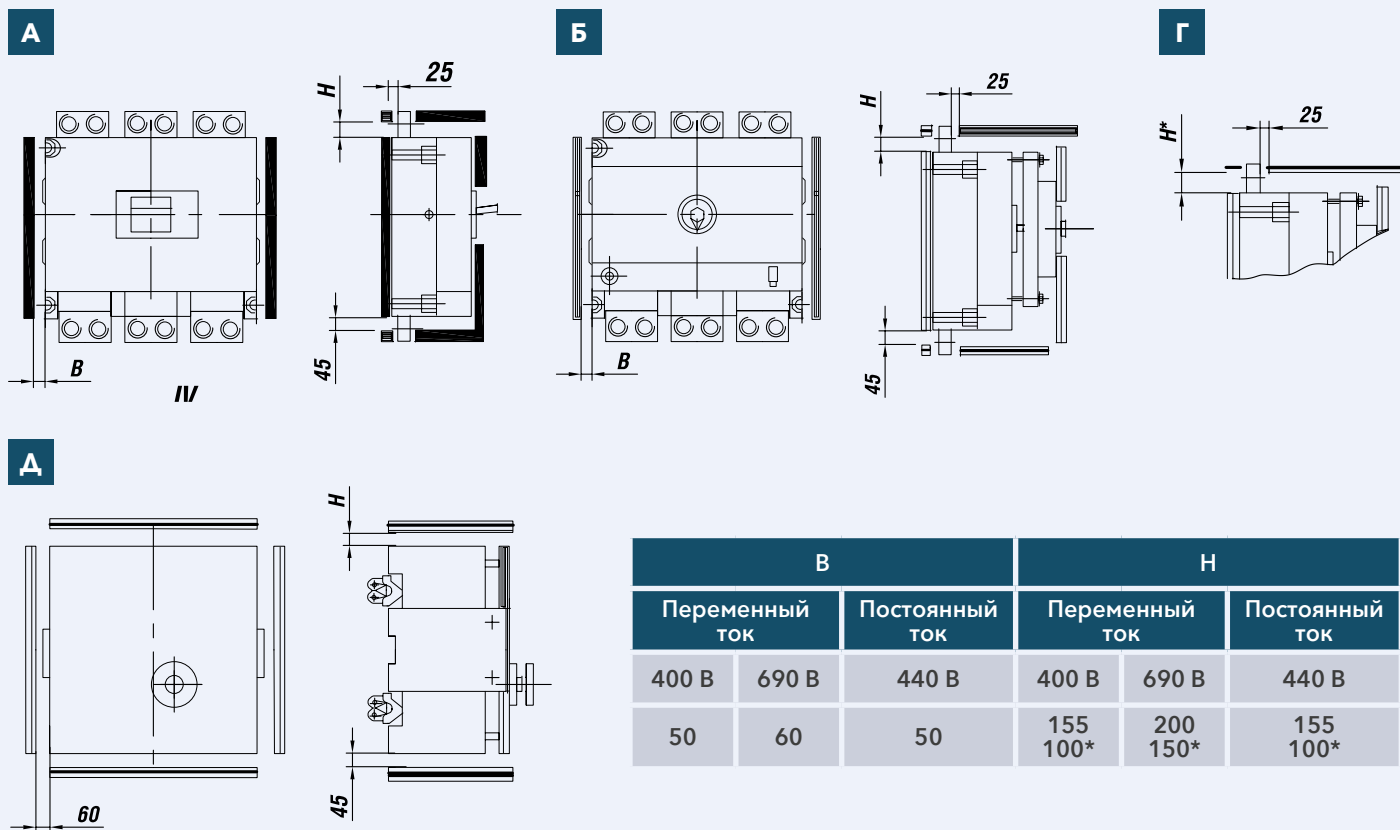 А
Б
Г
H
25
B
IV
45
H
25
B
45
H*
25
Д
60
H
45
В
Н
Переменный
ток
Постоянный
ток
Переменный
ток
Постоянный
ток
400 В
690 В
440 В
400 В
690 В
440 В
50
60
50
155
100*
200
150*
155
100*